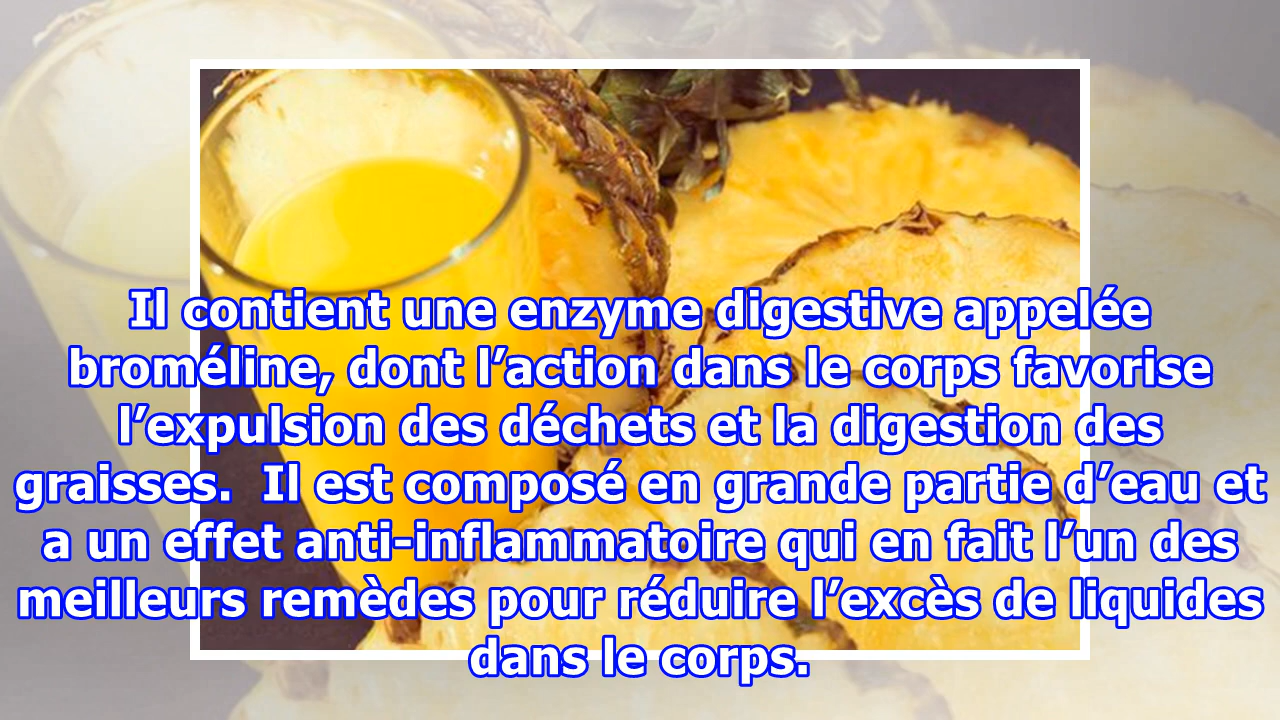 Il contient une enzyme digestive appelée
broméline, dont l’action dans le corps favorise
l’expulsion des déchets et la digestion des
graisses.  Il est composé en grande partie d’eau et
a un effet anti-inflammatoire qui en fait l’un des
meilleurs remèdes pour réduire l’excès de liquides
dans le corps.